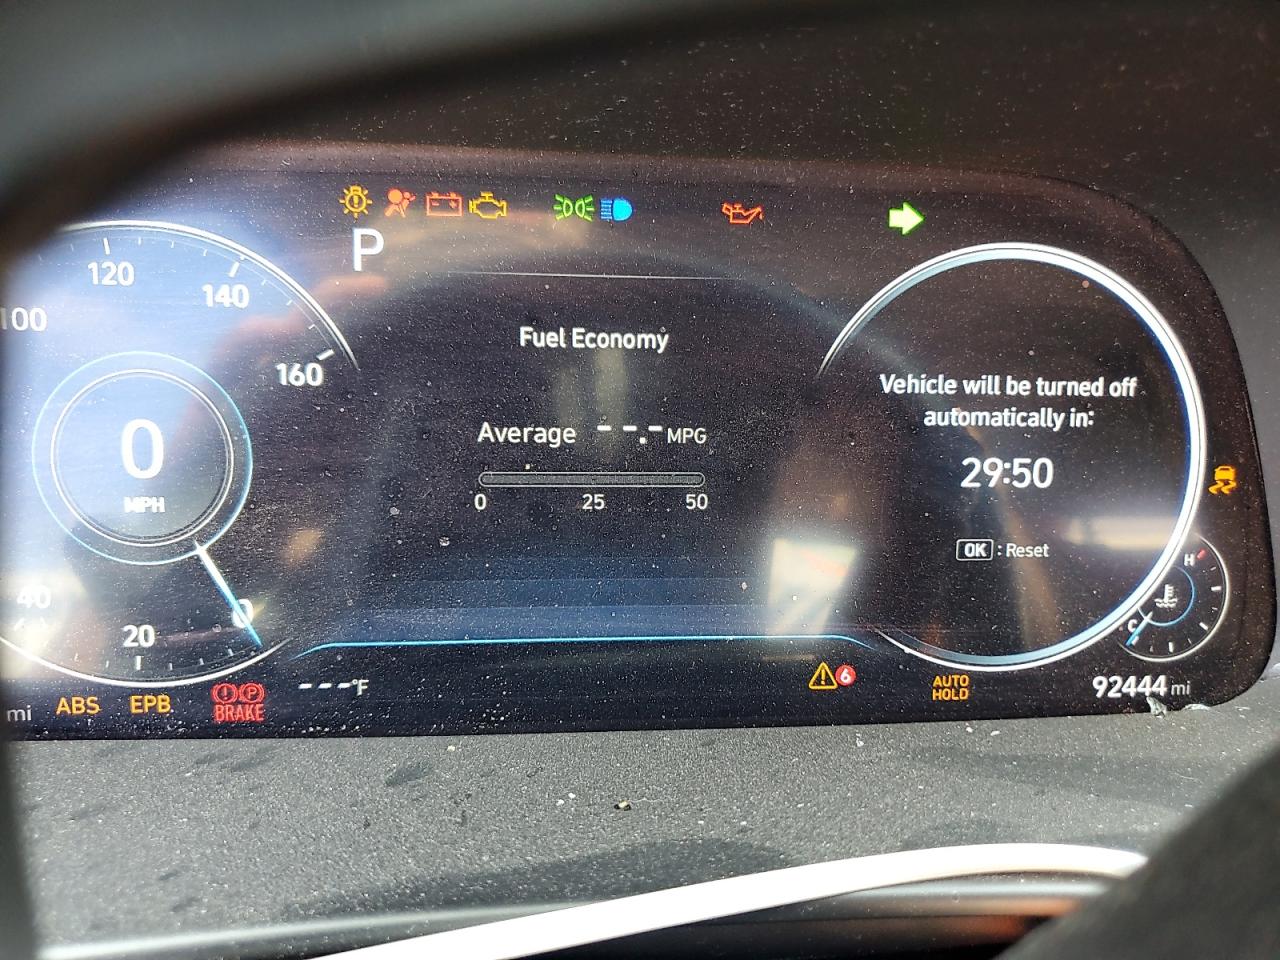 P
120
140
100
160
0
MPH
40
20
0
Fuel Economy
Average --.- MPG
0 25 50
Vehicle will be turned off
automatically in:
29:50
OK : Reset
H
C
mi
ABS
EPB
P
BRAKE
---°F
6
AUTO
HOLD
92444 mi